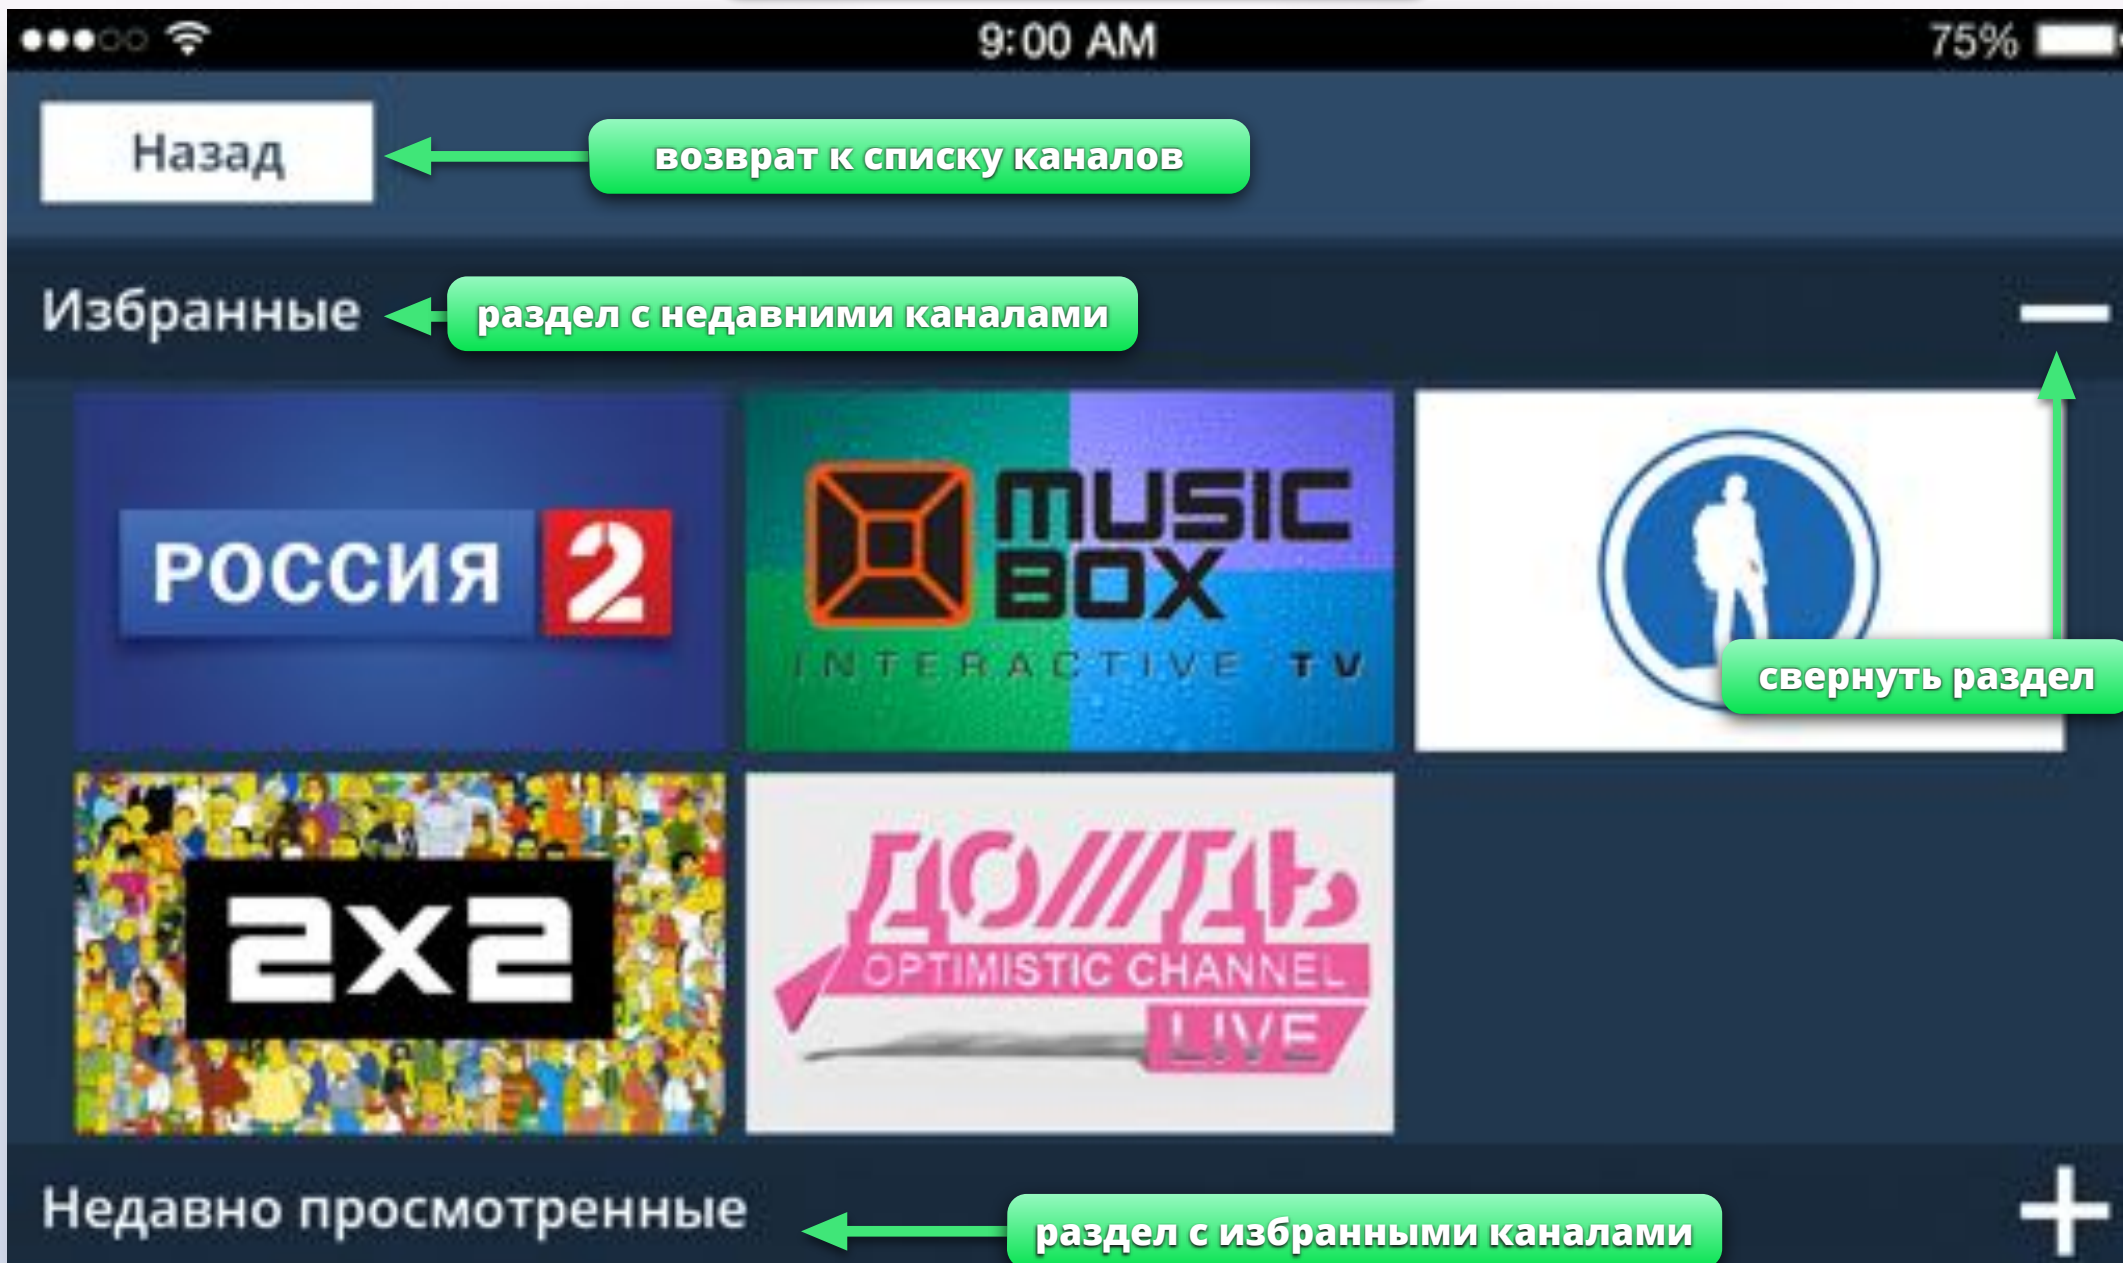 9:00 AM
75%
Назад
возврат к списку каналов
Избранные
раздел с недавними каналами
РОССИЯ 2
MUSIC
BOX
INTERACTIVE TV
свернуть раздел
2x2
ДОЖДЬ
OPTIMISTIC CHANNEL
LIVE
Недавно просмотренные
раздел с избранными каналами